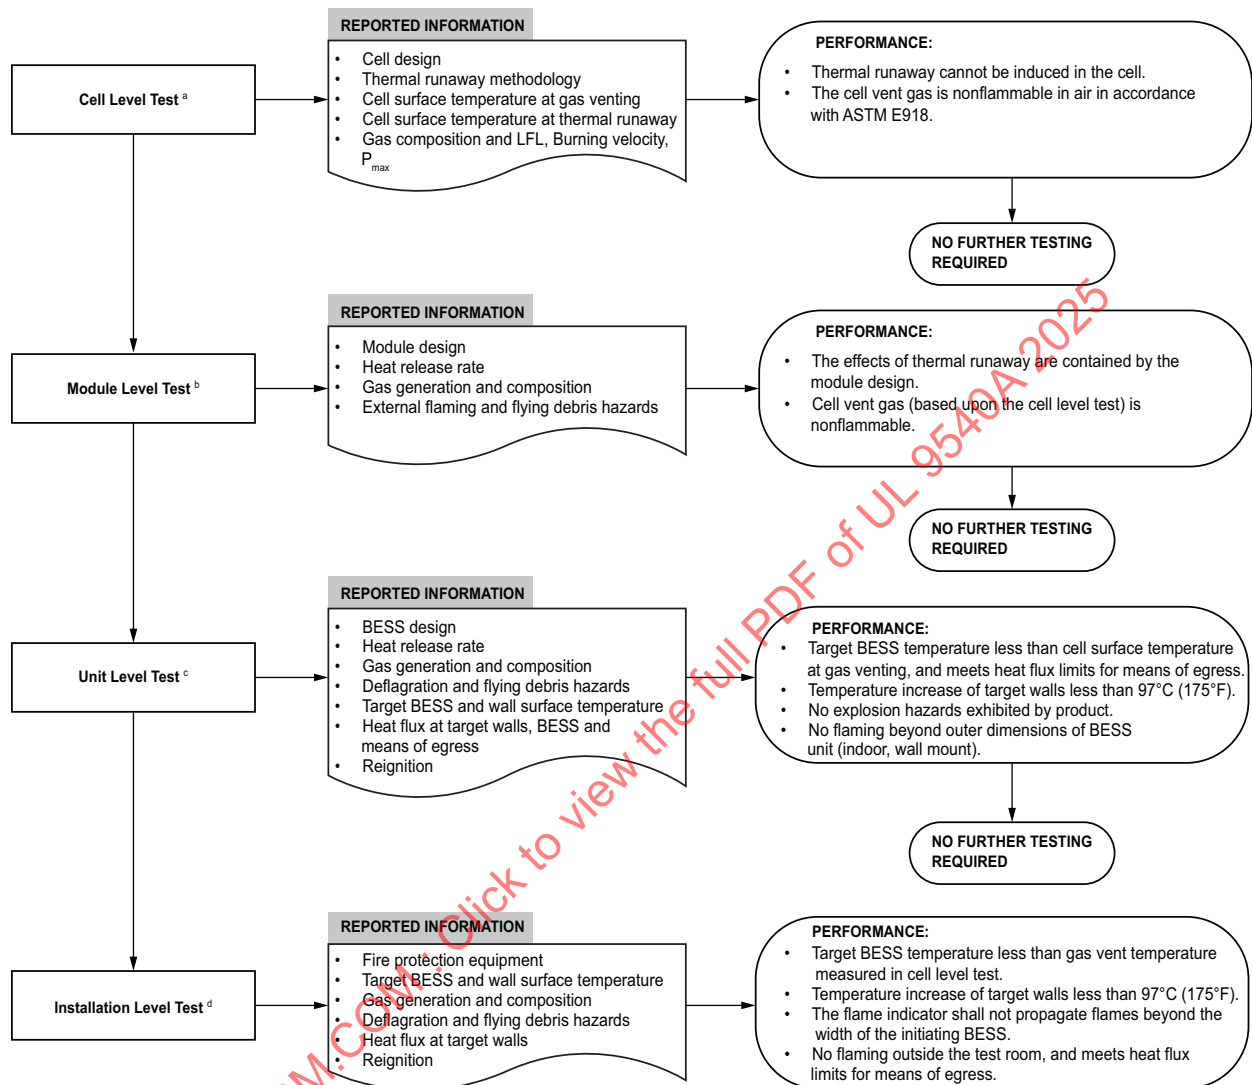 REPORTED INFORMATION
Cell Level Test a
• Cell design
• Thermal runaway methodology
• Cell surface temperature at gas venting
• Cell surface temperature at thermal runaway
• Gas composition and LFL, Burning velocity,
Pmax
PERFORMANCE:
• Thermal runaway cannot be induced in the cell.
• The cell vent gas is nonflammable in air in accordance
with ASTM E918.
NO FURTHER TESTING
REQUIRED
REPORTED INFORMATION
Module Level Test b
• Module design
• Heat release rate
• Gas generation and composition
• External flaming and flying debris hazards
PERFORMANCE:
• The effects of thermal runaway are contained by the
module design.
• Cell vent gas (based upon the cell level test) is
nonflammable.
NO FURTHER TESTING
REQUIRED
REPORTED INFORMATION
Unit Level Test c
• BESS design
• Heat release rate
• Gas generation and composition
• Deflagration and flying debris hazards
• Target BESS and wall surface temperature
• Heat flux at target walls, BESS and
means of egress
• Reignition
PERFORMANCE:
• Target BESS temperature less than cell surface temperature
at gas venting, and meets heat flux limits for means of egress.
• Temperature increase of target walls less than 97°C (175°F).
• No explosion hazards exhibited by product.
• No flaming beyond outer dimensions of BESS
unit (indoor, wall mount).
NO FURTHER TESTING
REQUIRED
REPORTED INFORMATION
Installation Level Test d
• Fire protection equipment
• Target BESS and wall surface temperature
• Gas generation and composition
• Deflagration and flying debris hazards
• Heat flux at target walls
• Reignition
PERFORMANCE:
• Target BESS temperature less than gas vent temperature
measured in cell level test.
• Temperature increase of target walls less than 97°C (175°F).
• The flame indicator shall not propagate flames beyond the
width of the initiating BESS.
• No flaming outside the test room, and meets heat flux
limits for means of egress.
M.COM : Click to view the full PDF of UL 9540A 2025